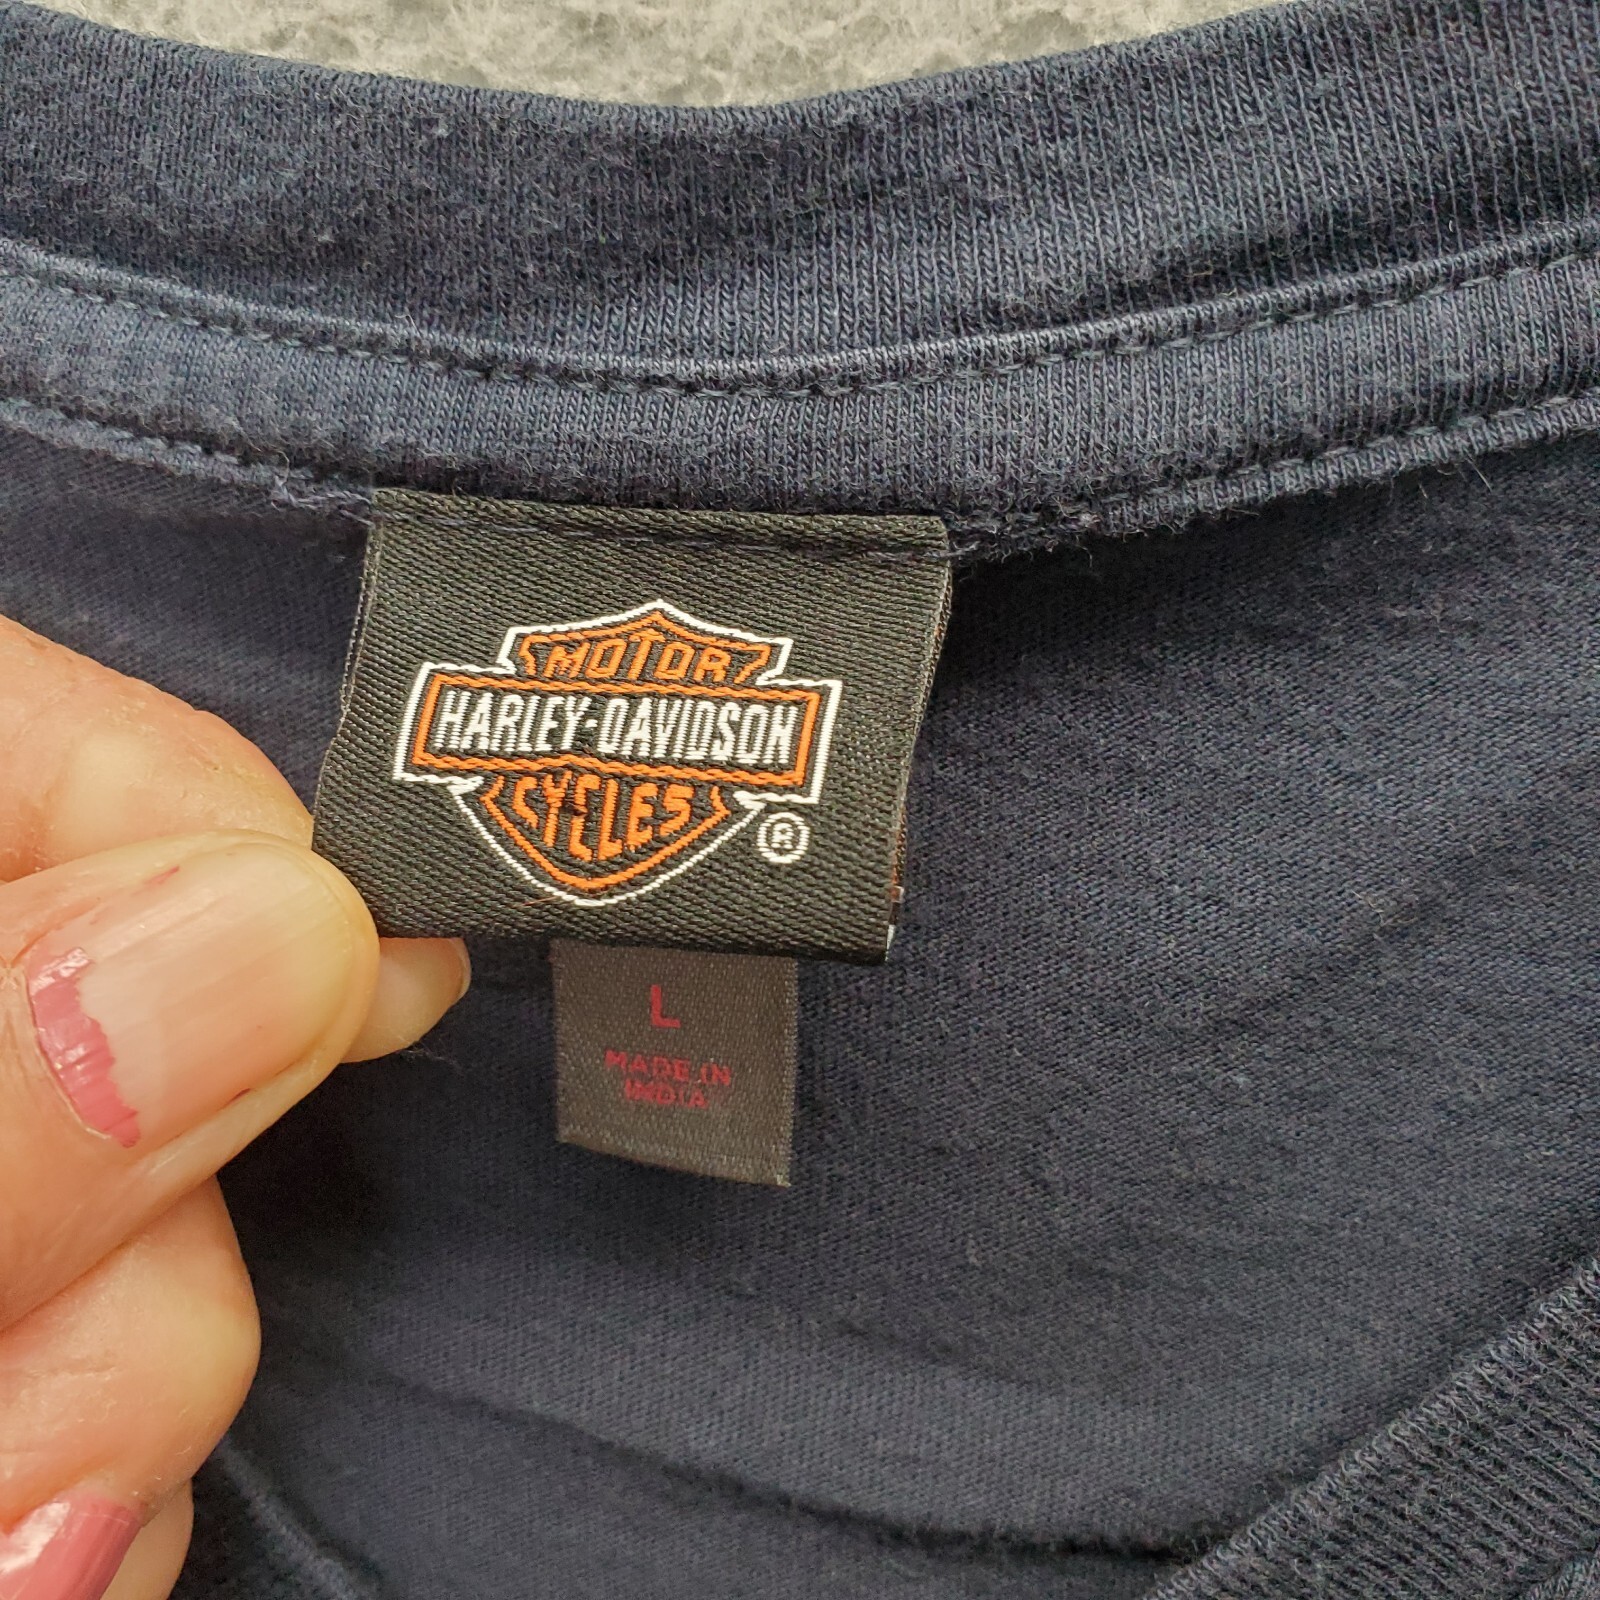 MOTOR
HARLEY-DAVIDSON
CYCLES
®
L
MADE IN
INDIA